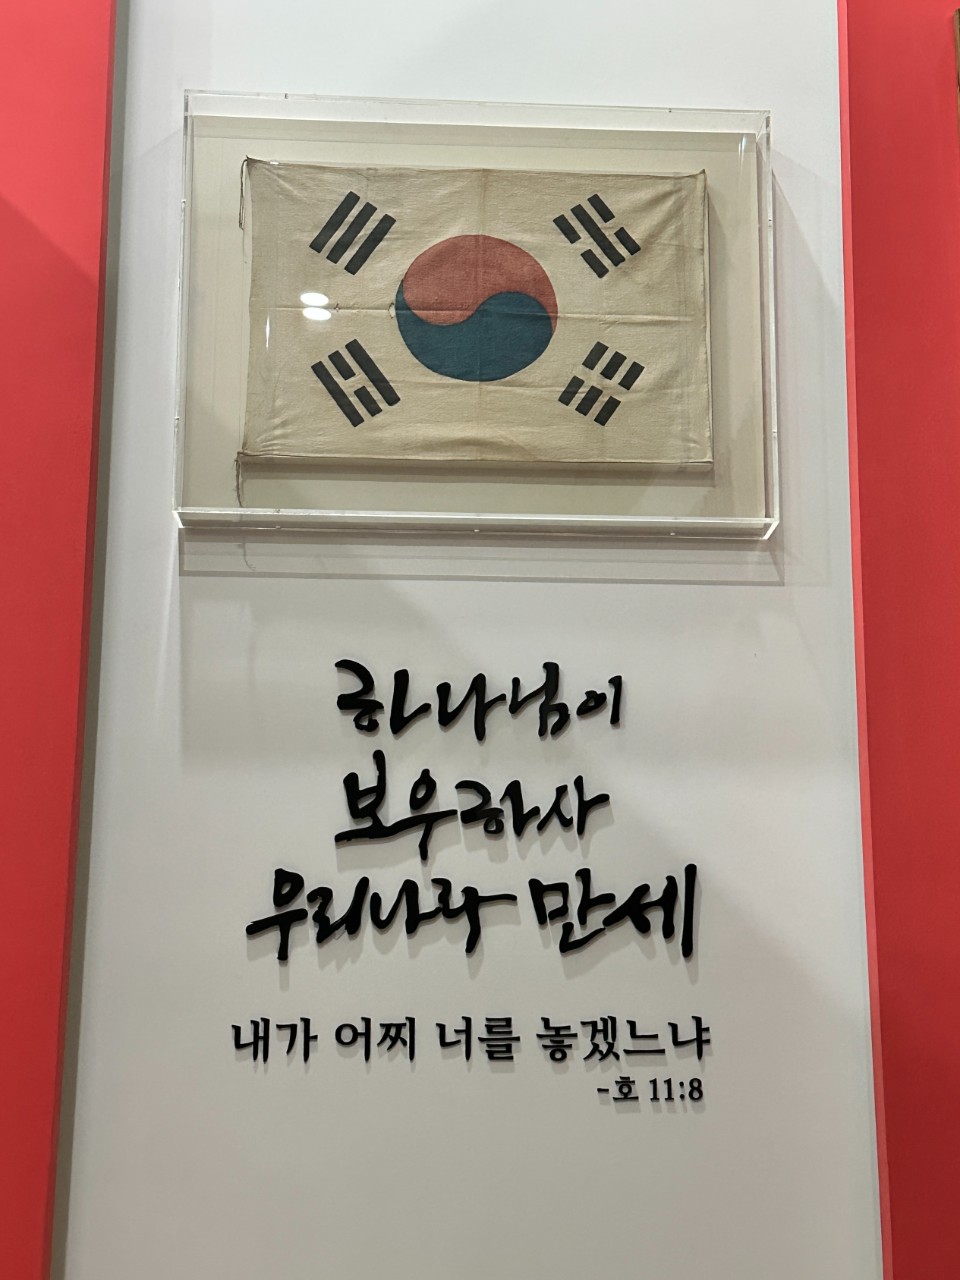 하나님이
보우하사
우리나라 만세
내가 어찌 너를 놓겠느냐
-호 11:8